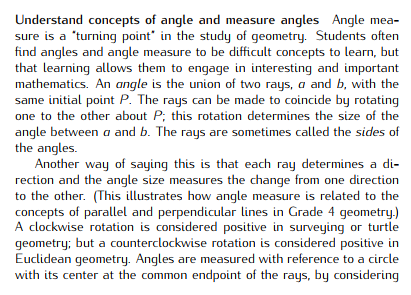 Understand concepts of angle and measure angles Angle mea-
sure is a "turning point" in the study of geometry. Students often
find angles and angle measure to be difficult concepts to learn, but
that learning allows them to engage in interesting and important
mathematics. An angle is the union of two rays, a and b, with the
same initial point P. The rays can be made to coincide by rotating
one to the other about P; this rotation determines the size of the
angle between a and b. The rays are sometimes called the sides of
the angles.
Another way of saying this is that each ray determines a di-
rection and the angle size measures the change from one direction
to the other. (This illustrates how angle measure is related to the
concepts of parallel and perpendicular lines in Grade 4 geometry.)
A clockwise rotation is considered positive in surveying or turtle
geometry; but a counterclockwise rotation is considered positive in
Euclidean geometry. Angles are measured with reference to a circle
with its center at the common endpoint of the rays, by considering